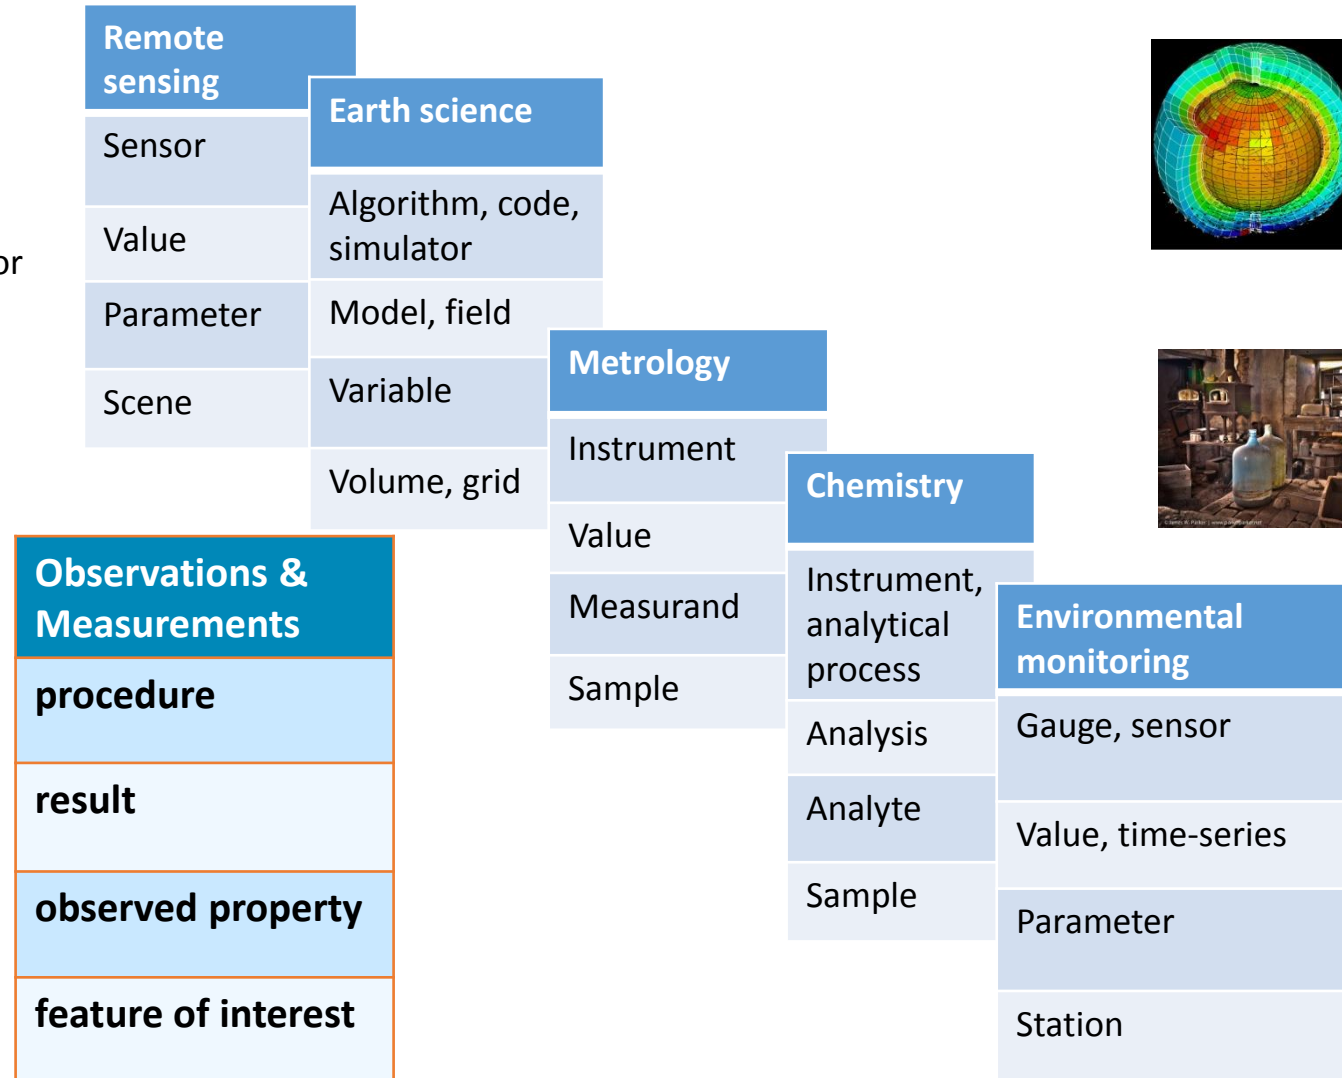 Remote
sensing
Sensor
Value
Parameter
Scene
or
Earth science
Algorithm, code,
simulator
Model, field
Variable
Volume, grid
Metrology
Instrument
Value
Measurand
Sample
Chemistry
Instrument,
analytical
process
Analysis
Analyte
Sample
Environmental
monitoring
Gauge, sensor
Value, time-series
Parameter
Station
Observations &
Measurements
procedure
result
observed property
feature of interest